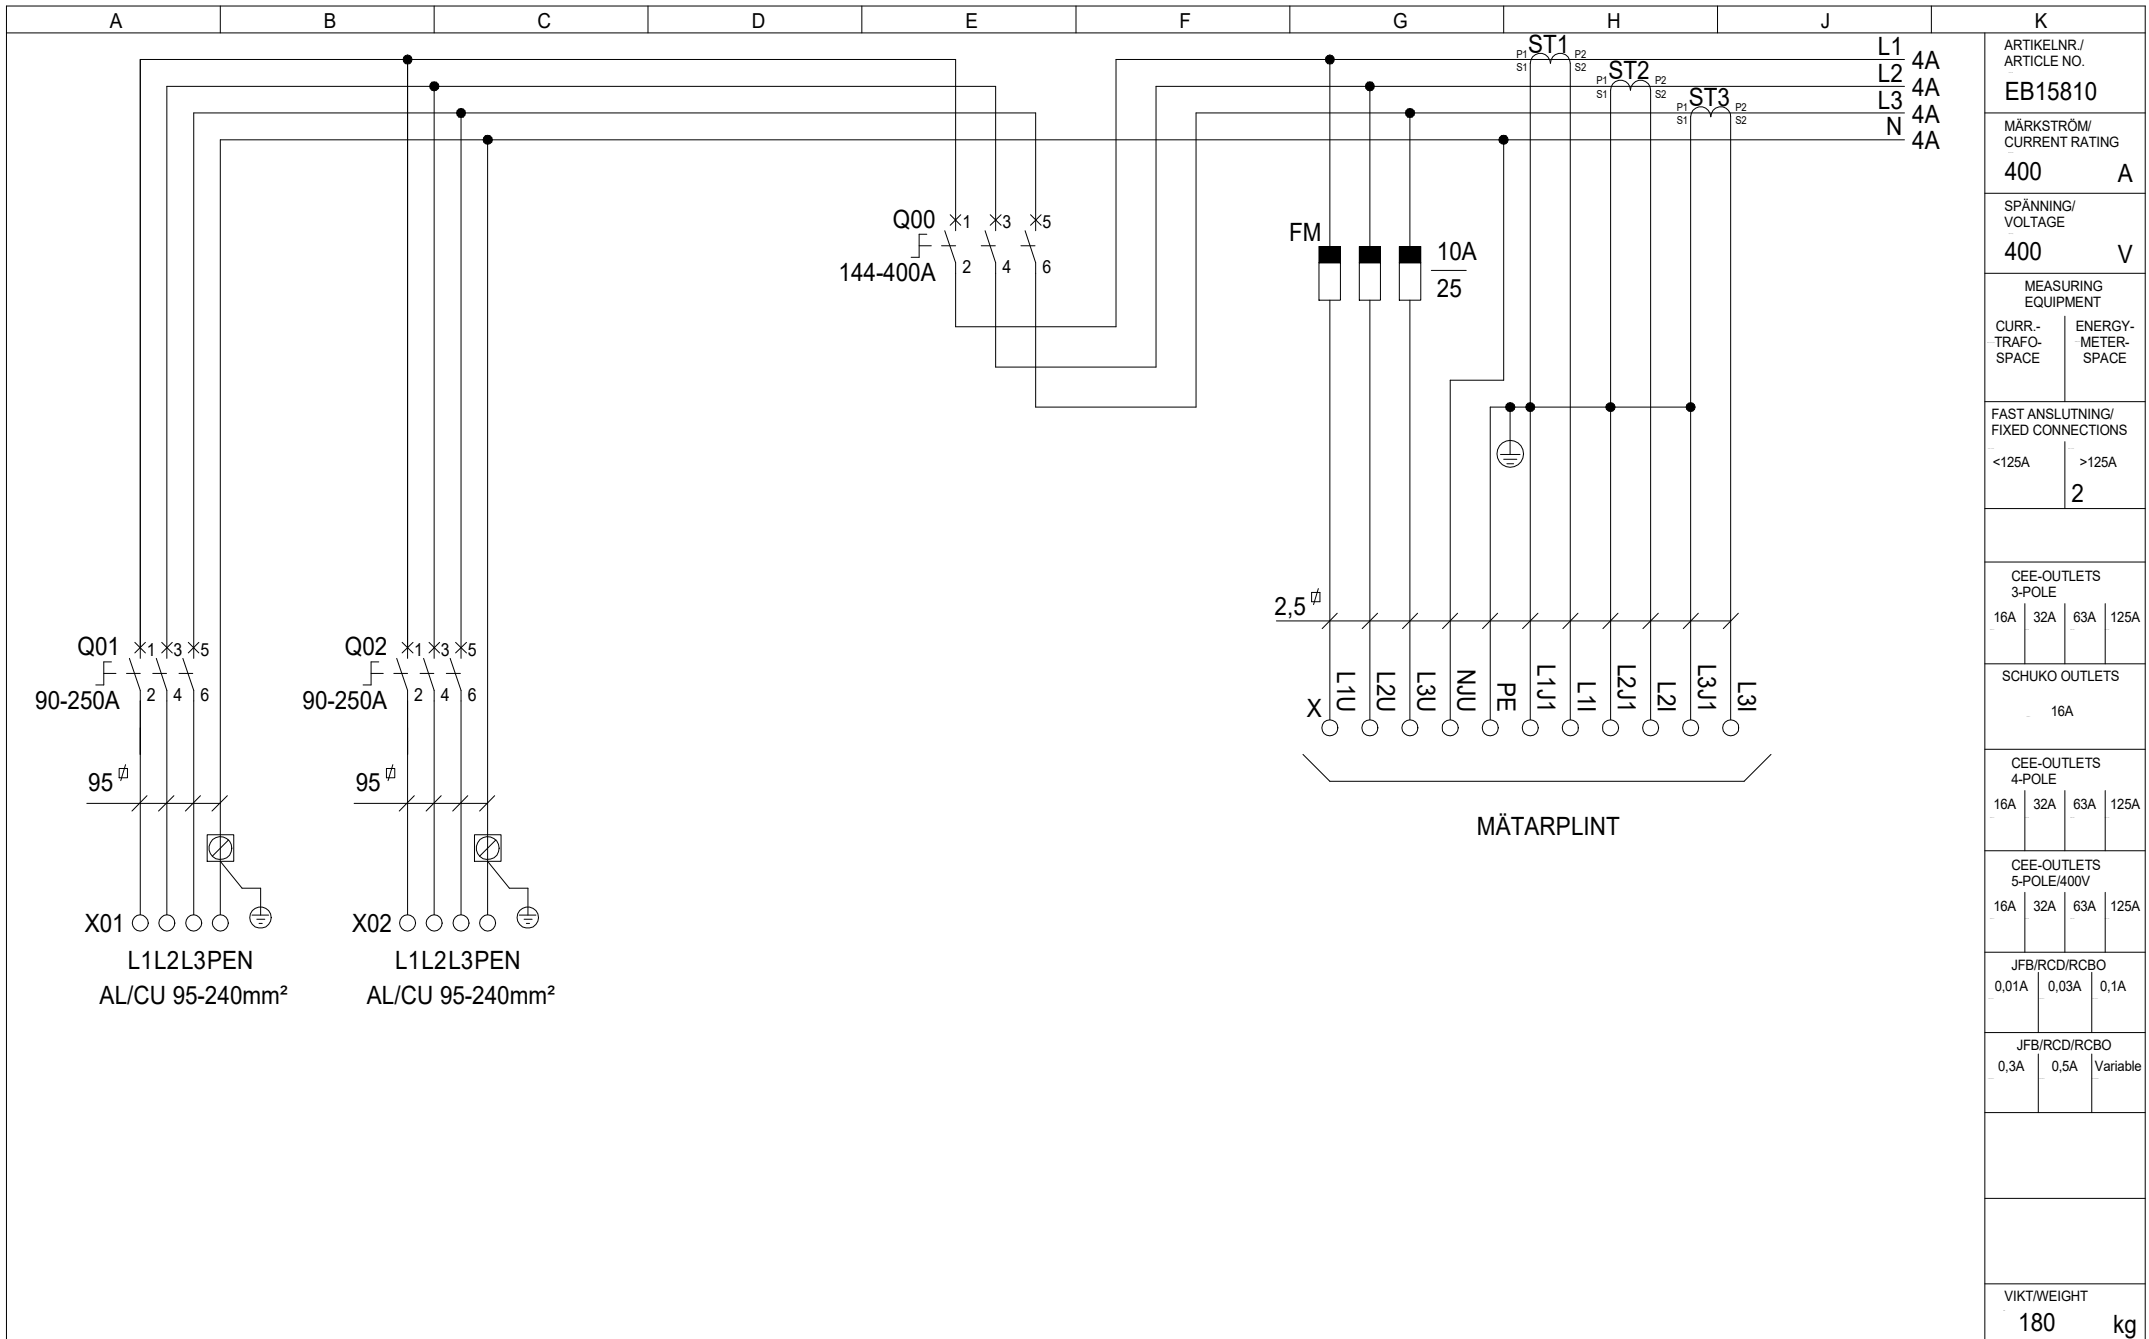 A B C D E F G H J K
L1 4A
L2 4A
L3 4A
N 4A
P1 ST1 P2
S1 S2
P1 ST2 P2
S1 S2
P1 ST3 P2
S1 S2
Q00 1 3 5
144-400A 2 4 6
FM 10A
25
Q01 1 3 5
90-250A 2 4 6
Q02 1 3 5
90-250A 2 4 6
95
95
X01
L1L2L3PEN
AL/CU 95-240mm²
X02
L1L2L3PEN
AL/CU 95-240mm²
2,5
X L1U L2U L3U NJU PE L1J1 L1I L2J1 L2I L3J1 L3I
MÄTARPLINT
ARTIKELNR./
ARTICLE NO.
EB15810
MÄRKSTRÖM/
CURRENT RATING
400 A
SPÄNNING/
VOLTAGE
400 V
MEASURING
EQUIPMENT
CURR.- ENERGY-
TRAFO- METER-
SPACE SPACE
FAST ANSLUTNING/
FIXED CONNECTIONS
<125A >125A
2
CEE-OUTLETS
3-POLE
16A 32A 63A 125A
SCHUKO OUTLETS
16A
CEE-OUTLETS
4-POLE
16A 32A 63A 125A
CEE-OUTLETS
5-POLE/400V
16A 32A 63A 125A
JFB/RCD/RCBO
0,01A 0,03A 0,1A
JFB/RCD/RCBO
0,3A 0,5A Variable
VIKT/WEIGHT
180 kg